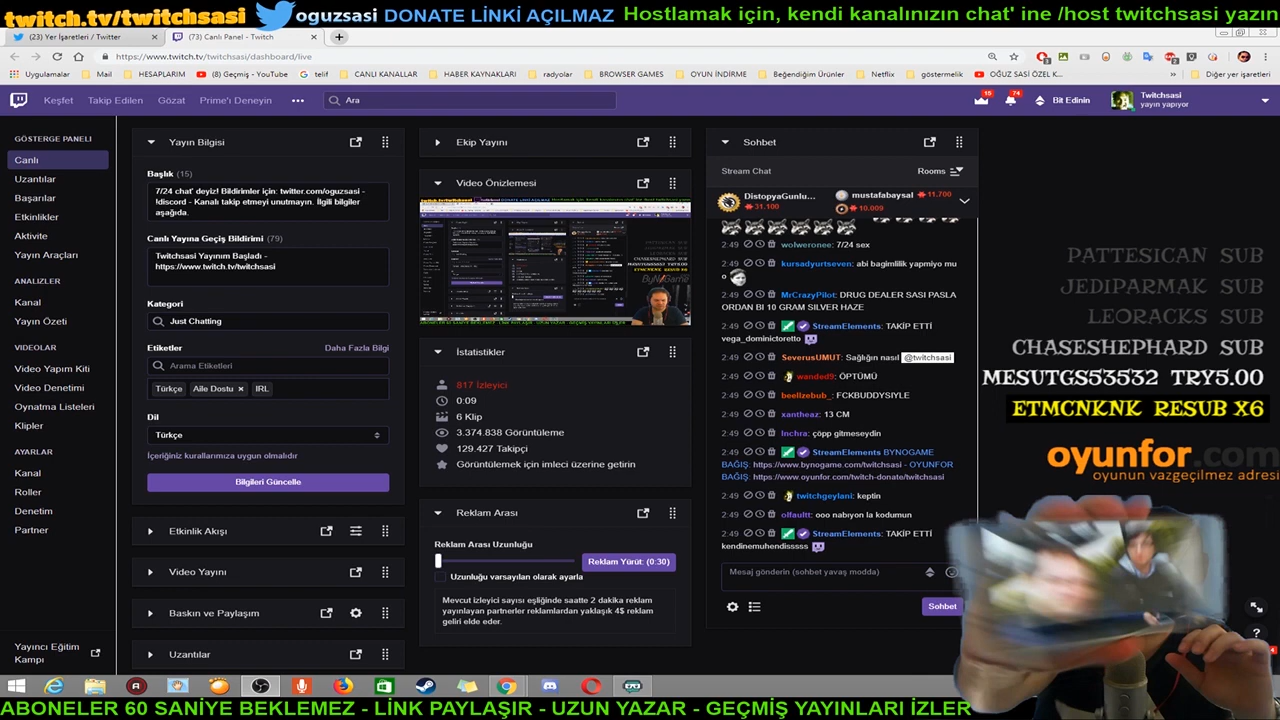 twitch.tv/twitchsasi oguzsasi DONATE LİNKİ AÇILMAZ Hostlamak için, kendi kanalınızın chat' ine /host twitchsasi yazın
(23) Yer İşaretleri / Twitter
(73) Canlı Panel - Twitch
https://www.twitch.tv/twitchsasi/dashboard/live
Uygulamalar
Mail
HESAPLARIM
(8) Geçmiş - YouTube
telif
CANLI KANALLAR
HABER KAYNAKLARI
radyolar
BROWSER GAMES
OYUN İNDİRME
Beğendiğim Ürünler
Netflix
göstermelik
OĞUZ SASİ ÖZEL K...
Diğer yer işaretleri
Keşfet
Takip Edilen
Gözat
Prime'ı Deneyin
Ara
15
74
Bit Edinin
Twitchsasi
yayın yapıyor
GÖSTERGE PANELİ
Canlı
Uzantılar
Başarılar
Etkinlikler
Aktivite
Yayın Araçları
ANALİZLER
Kanal
Yayın Özeti
VIDEOLAR
Video Yapım Kiti
Video Denetimi
Oynatma Listeleri
Klipler
AYARLAR
Kanal
Roller
Denetim
Partner
Yayıncı Eğitim
Kampı
Yayın Bilgisi
Başlık (15)
7/24 chat' deyiz! Bildirimler için: twitter.com/oguzsasi -
!discord - Kanalı takip etmeyi unutmayın. İlgili bilgiler
aşağıda.
Canlı Yayına Geçiş Bildirimi (79)
Twitchsasi Yayınım Başladı -
https://www.twitch.tv/twitchsasi
Kategori
Just Chatting
Etiketler
Daha Fazla Bilgi
Arama Etiketleri
Türkçe
Aile Dostu
IRL
Dil
Türkçe
İçeriğiniz kurallarımıza uygun olmalıdır
Bilgileri Güncelle
Etkinlik Akışı
Video Yayını
Baskın ve Paylaşım
Uzantılar
Ekip Yayını
Video Önizlemesi
İstatistikler
817 İzleyici
0:09
6 Klip
3.374.838 Görüntüleme
129.427 Takipçi
Görüntülemek için imleci üzerine getirin
Reklam Arası
Reklam Arası Uzunluğu
Reklam Yürüt: (0:30)
Uzunluğu varsayılan olarak ayarla
Mevcut izleyici sayısı eşliğinde saatte 2 dakika reklam
yayınlayan partnerler reklamlardan yaklaşık 4$ reklam
geliri elde eder.
Sohbet
Stream Chat
Rooms
DistopyaGunlu...
31.100
mustafabaysal 11.700
10.009
2:49 wolweronee: 7/24 sex
2:49 kursadyurtseven: abi bagimlilik yapmiyo mu
o
2:49 MrCrazyPilot: DRUG DEALER SASI PASLA
ORDAN BI 10 GRAM SILVER HAZE
2:49 StreamElements: TAKİP ETTİ
vega_dominictoretto
2:49 SeverusUMUT: Sağlığın nasıl @twitchsasi
2:49 wanded9: ÖPTÜMÜ
2:49 beellzebub_: FCKBUDDYSIYLE
2:49 xantheaz: 13 CM
2:49 Inchra: çöpp gitmeseydin
2:49 StreamElements BYNOGAME
BAĞIŞ: https://www.bynogame.com/twitchsasi - OYUNFOR
BAĞIŞ: https://www.oyunfor.com/twitch-donate/twitchsasi
2:49 twitchgeylani: keptin
2:49 olfaultt: ooo nabıyon la kodumun
2:49 StreamElements: TAKİP ETTİ
kendinemuhendisssss
Mesaj gönderin (sohbet yavaş modda)
Sohbet
PATTESICAN SUB
JEDIPARMAK SUB
LEORACKS SUB
CHASESHEPHARD SUB
MESUTGS53532 TRY5.00
ETMCNKNK RESUB X6
oyunfor.com
oyunun vazgeçilmez adresi
ABONELER 60 SANİYE BEKLEMEZ - LİNK PAYLAŞIR - UZUN YAZAR - GEÇMİŞ YAYINLARI İZLER